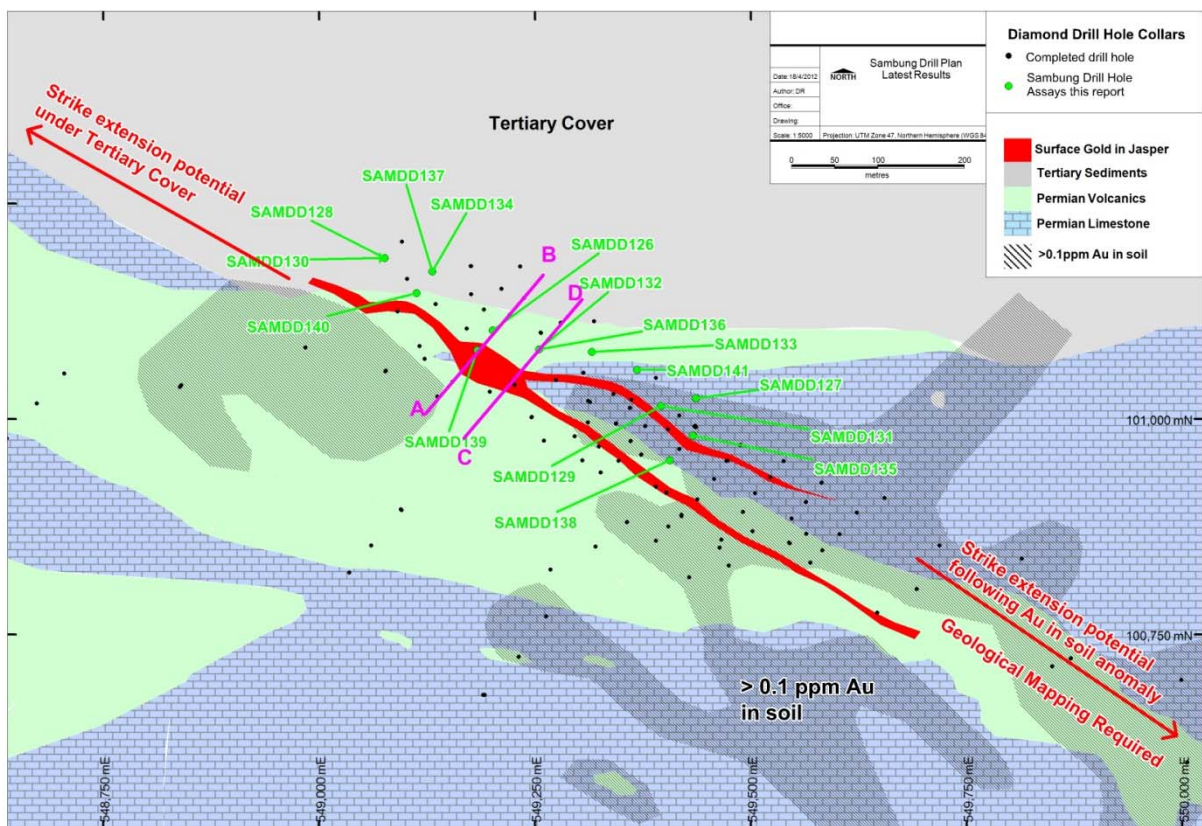 Diamond Drill Hole Collars
Completed drill hole
Sambung Drill Hole
Assays this report
Surface Gold in Jasper
Tertiary Sediments
Permian Volcanics
Permian Limestone
>0.1ppm Au in soil
Sambung Drill Plan
Latest Results
NORTH
Date: 18/4/2012
Author: DR
Office:
Drawing:
Scale: 1:5000
Projection: UTM Zone 47, Northern Hemisphere (WGS 84
0 50 100 200
metres
Strike extension potential
under Tertiary Cover
Tertiary Cover
SAMDD137
SAMDD134
SAMDD128
SAMDD130
SAMDD126
B
D
SAMDD132
SAMDD140
SAMDD136
SAMDD133
SAMDD141
SAMDD127
A
SAMDD139
C
SAMDD131
SAMDD129
SAMDD135
SAMDD138
101,000 mN
100,750 mN
Strike extension potential
following Au in soil anomaly
Geological Mapping Required
> 0.1 ppm Au
in soil
548,750 mE
549,000 mE
549,250 mE
549,500 mE
549,750 mE
550,000 mE